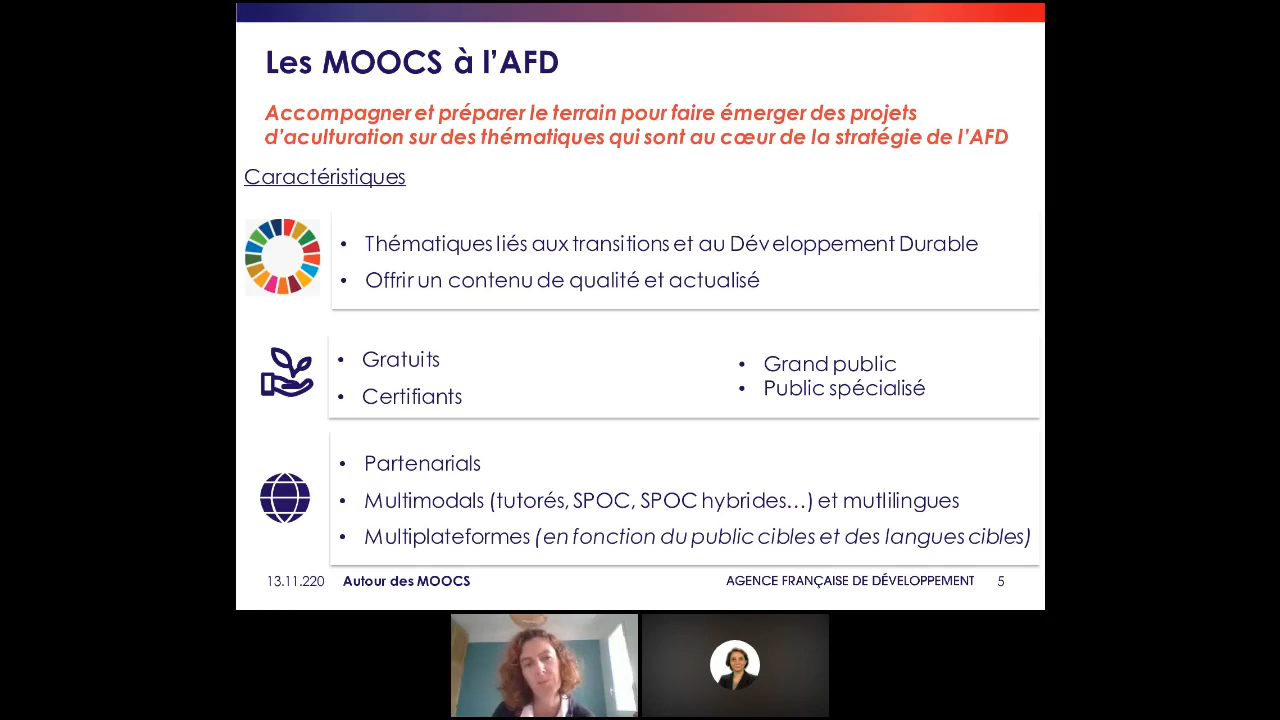 Les MOOCS à l'AFD
Accompagner et préparer le terrain pour faire émerger des projets
d'aculturation sur des thématiques qui sont au cœur de la stratégie de l'AFD
Caractéristiques
• Thématiques liés aux transitions et au Développement Durable
• Offrir un contenu de qualité et actualisé
• Gratuits
• Certifiants
• Grand public
• Public spécialisé
• Partenarials
• Multimodals (tutorés, SPOC, SPOC hybrides…) et mutlilingues
• Multiplateformes (en fonction du public cibles et des langues cibles)
13.11.220 Autour des MOOCS AGENCE FRANÇAISE DE DÉVELOPPEMENT 5